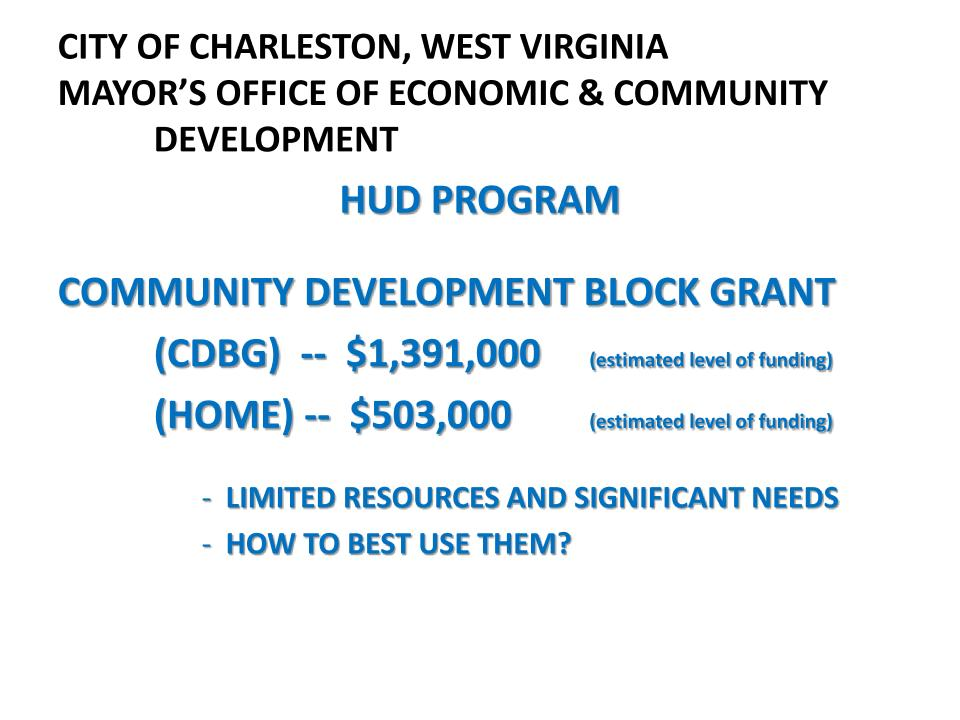 CITY OF CHARLESTON, WEST VIRGINIA
MAYOR’S OFFICE OF ECONOMIC & COMMUNITY
DEVELOPMENT
HUD PROGRAM
COMMUNITY DEVELOPMENT BLOCK GRANT
(CDBG) -- $1,391,000 (estimated level of funding)
(HOME) -- $503,000 (estimated level of funding)
- LIMITED RESOURCES AND SIGNIFICANT NEEDS
- HOW TO BEST USE THEM?